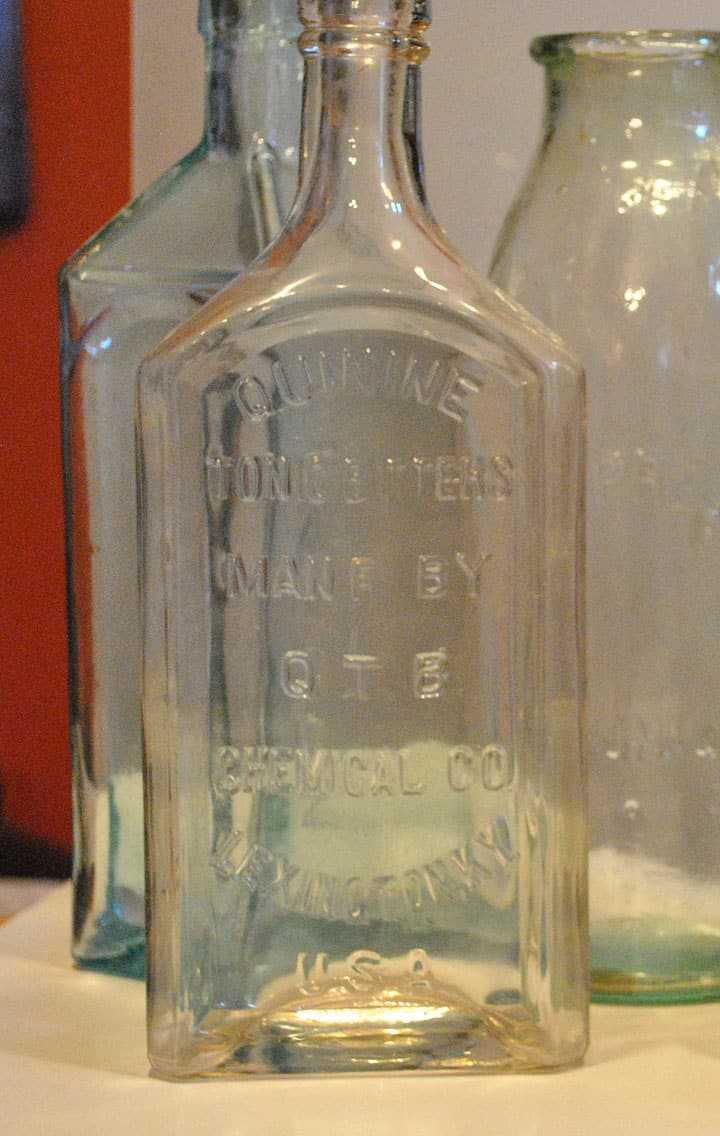 QUININE
TONIC BITTERS
MANF BY
Q T B
CHEMICAL CO.
LEXINGTON.KY.
U.S.A